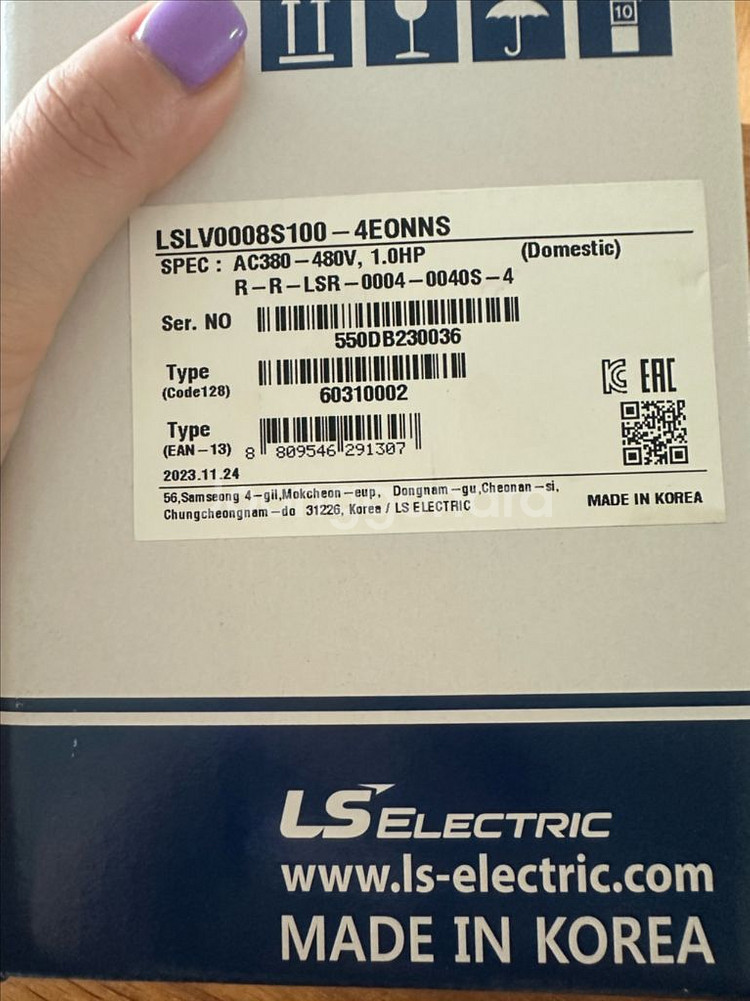 10
LSLV0008S100-4EONNS
SPEC : AC380-480V, 1.0HP (Domestic)
R-R-LSR-0004-0040S-4
Ser. NO
550DB230036
Type
(Code128)
60310002
Type
(EAN-13) 8 809546 291307
EAC
2023.11.24
56,Samseong 4-gil,Mokcheon-eup, Dongnam-gu,Cheonan-si,
Chungcheongnam-do 31226, Korea / LS ELECTRIC
MADE IN KOREA
LS ELECTRIC
www.ls-electric.com
MADE IN KOREA